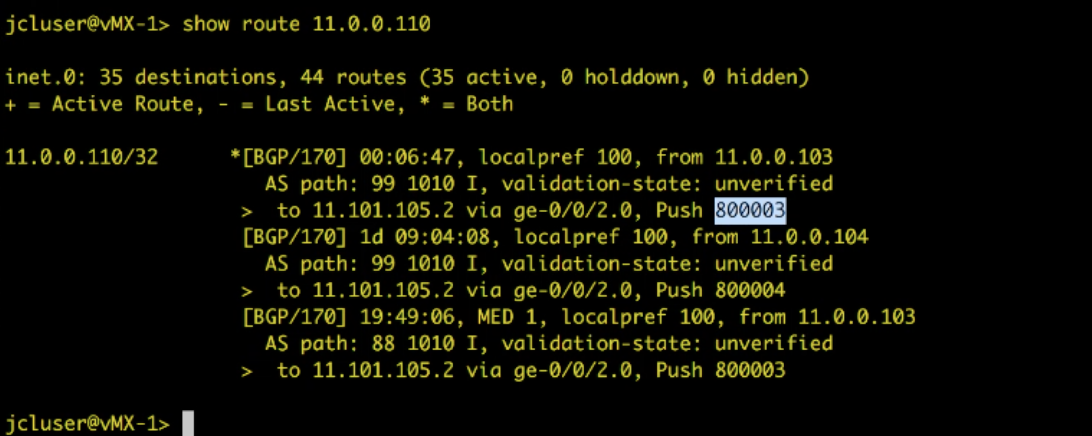 jcluser@vMX-1> show route 11.0.0.110
inet.0: 35 destinations, 44 routes (35 active, 0 holddown, 0 hidden)
+ = Active Route, - = Last Active, * = Both
11.0.0.110/32 *[BGP/170] 00:06:47, localpref 100, from 11.0.0.103
AS path: 99 1010 I, validation-state: unverified
> to 11.101.105.2 via ge-0/0/2.0, Push 800003
[BGP/170] 1d 09:04:08, localpref 100, from 11.0.0.104
AS path: 99 1010 I, validation-state: unverified
> to 11.101.105.2 via ge-0/0/2.0, Push 800004
[BGP/170] 19:49:06, MED 1, localpref 100, from 11.0.0.103
AS path: 88 1010 I, validation-state: unverified
> to 11.101.105.2 via ge-0/0/2.0, Push 800003
jcluser@vMX-1>